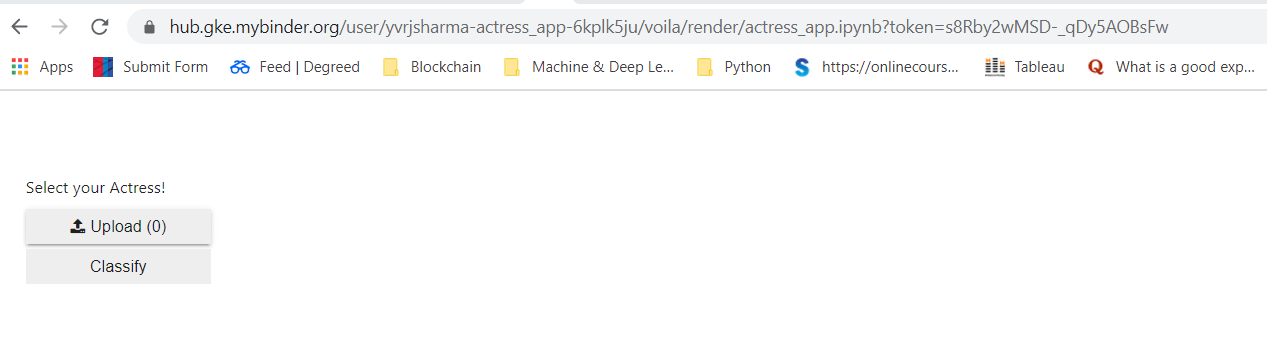 hub.gke.mybinder.org/user/yvrjsharma-actress_app-6kplk5ju/voila/render/actress_app.ipynb?token=s8Rby2wMSD-_qDy5AOBsFw
Apps Submit Form Feed | Degreed Blockchain Machine & Deep Le... Python https://onlinecours... Tableau What is a good exp...
Select your Actress!
Upload (0)
Classify